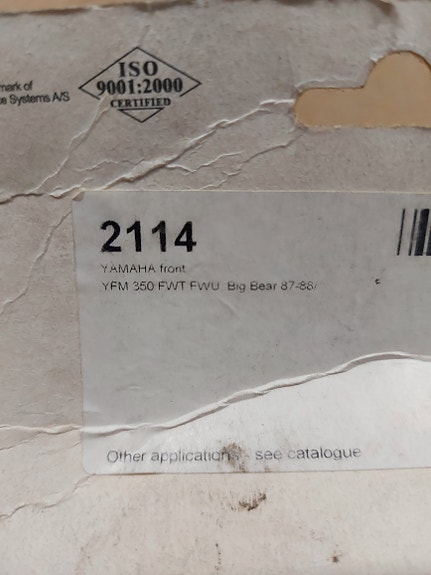 ISO
9001:2000
CERTIFIED
mark of
Systems A/S
2114
YAMAHA front
YFM 350 FWT FWU Big Bear 87-88/
Other applications - see catalogue